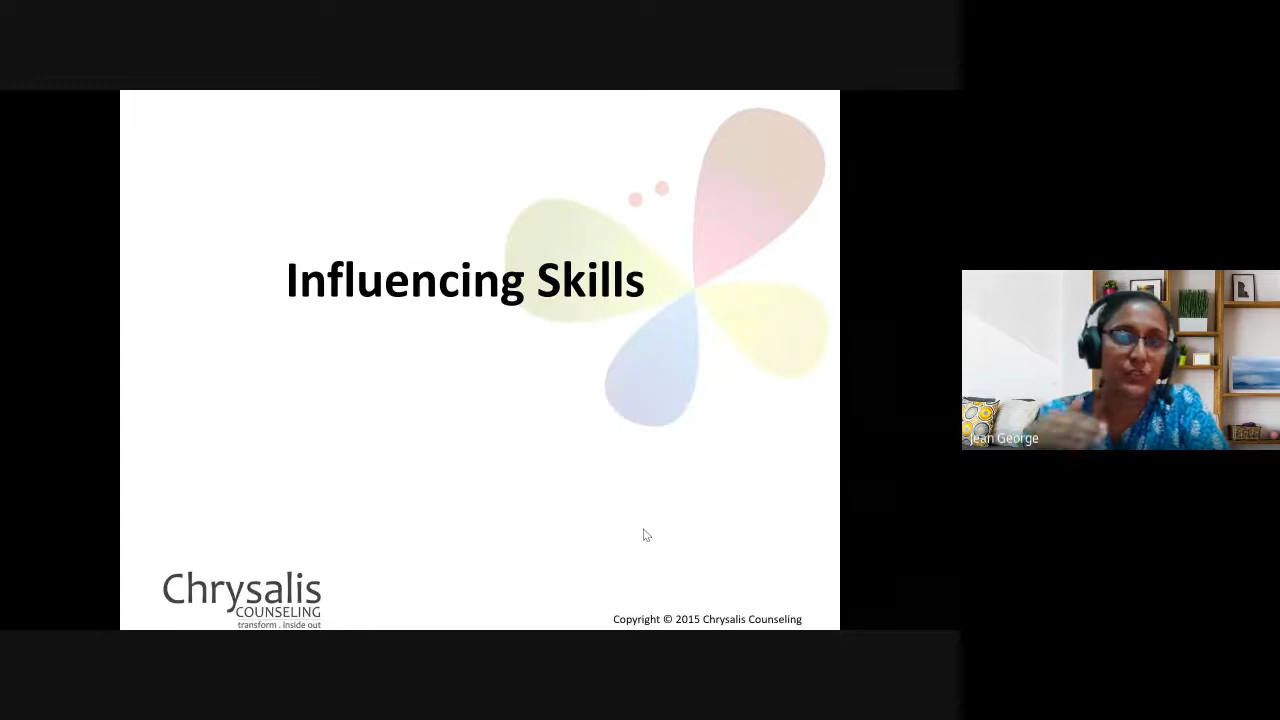 Influencing Skills
Jean George
Chrysalis
COUNSELING
transform . inside out
Copyright © 2015 Chrysalis Counseling